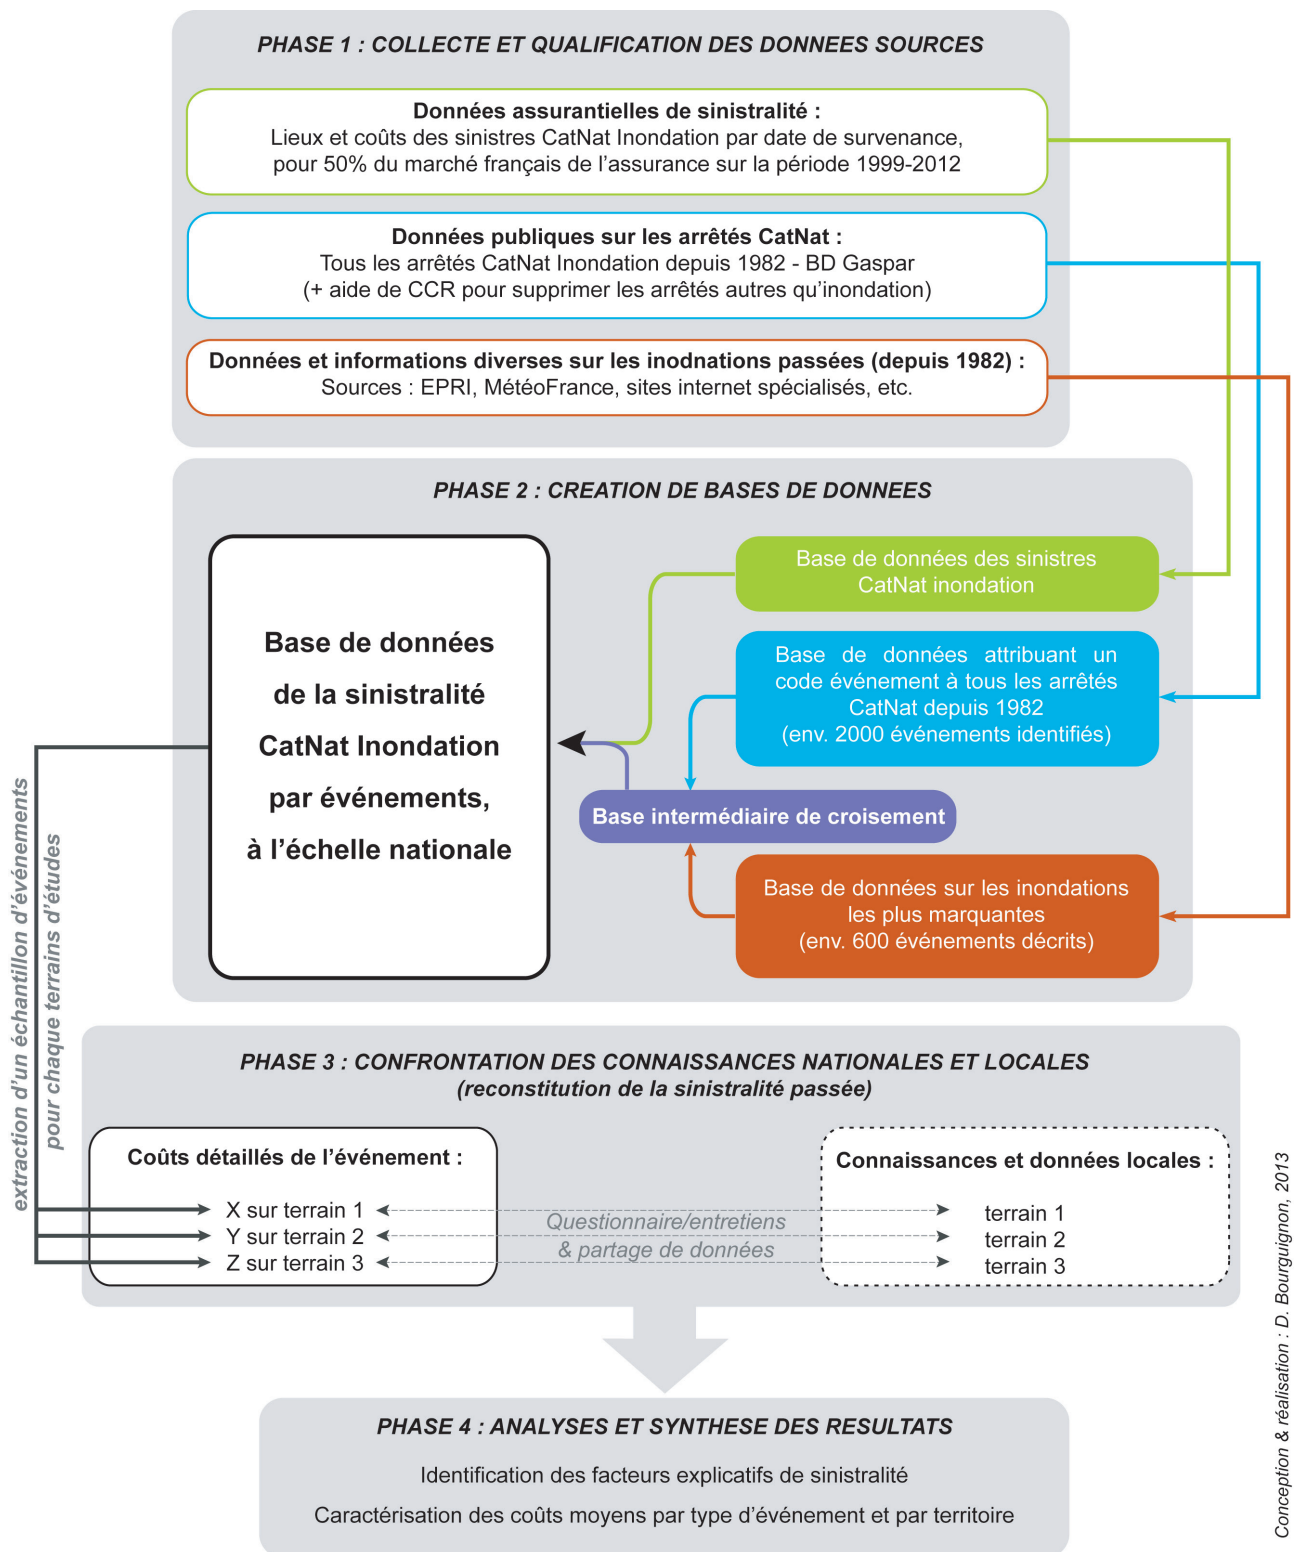 PHASE 1 : COLLECTE ET QUALIFICATION DES DONNEES SOURCES
Données assurantielles de sinistralité :
Lieux et coûts des sinistres CatNat Inondation par date de survenance,
pour 50% du marché français de l’assurance sur la période 1999-2012
Données publiques sur les arrêtés CatNat :
Tous les arrêtés CatNat Inondation depuis 1982 - BD Gaspar
(+ aide de CCR pour supprimer les arrêtés autres qu’inondation)
Données et informations diverses sur les inodnations passées (depuis 1982) :
Sources : EPRI, MétéoFrance, sites internet spécialisés, etc.
PHASE 2 : CREATION DE BASES DE DONNEES
Base de données
de la sinistralité
CatNat Inondation
par événements,
à l’échelle nationale
Base de données des sinistres
CatNat inondation
Base de données attribuant un
code événement à tous les arrêtés
CatNat depuis 1982
(env. 2000 événements identifiés)
Base intermédiaire de croisement
Base de données sur les inondations
les plus marquantes
(env. 600 événements décrits)
extraction d’un échantillon d’événements
pour chaque terrains d’études
PHASE 3 : CONFRONTATION DES CONNAISSANCES NATIONALES ET LOCALES
(reconstitution de la sinistralité passée)
Coûts détaillés de l’événement :
X sur terrain 1
Y sur terrain 2
Z sur terrain 3
Questionnaire/entretiens
& partage de données
Connaissances et données locales :
terrain 1
terrain 2
terrain 3
PHASE 4 : ANALYSES ET SYNTHESE DES RESULTATS
Identification des facteurs explicatifs de sinistralité
Caractérisation des coûts moyens par type d’événement et par territoire
Conception & réalisation : D. Bourguignon, 2013